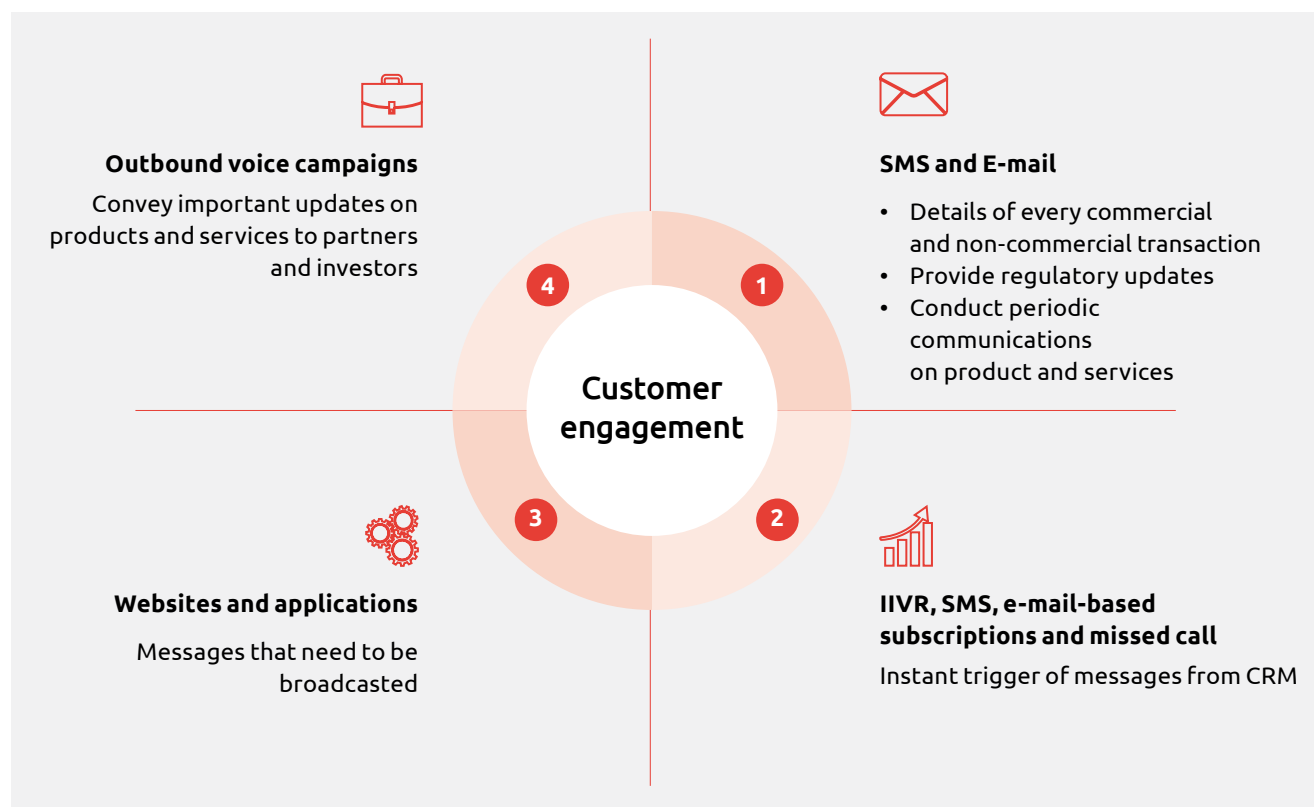 Outbound voice campaigns
Convey important updates on
products and services to partners
and investors
SMS and E-mail
• Details of every commercial
and non-commercial transaction
• Provide regulatory updates
• Conduct periodic
communications
on product and services
4
1
Customer
engagement
3
2
Websites and applications
Messages that need to be
broadcasted
IIVR, SMS, e-mail-based
subscriptions and missed call
Instant trigger of messages from CRM